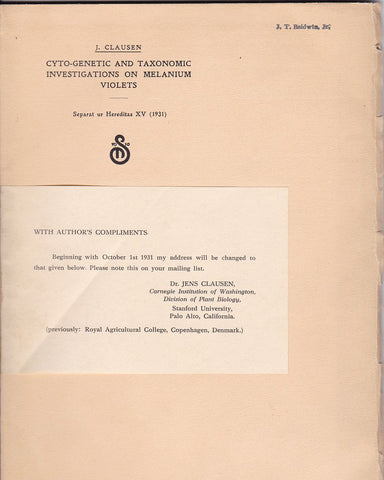 J. T. Baldwin, Jr.
J. CLAUSEN
CYTO-GENETIC AND TAXONOMIC
INVESTIGATIONS ON MELANIUM
VIOLETS
Separat ur Hereditas XV (1931)
WITH AUTHOR'S COMPLIMENTS
Beginning with October 1st 1931 my address will be changed to
that given below. Please note this on your mailing list.
Dr. JENS CLAUSEN,
Carnegie Institution of Washington,
Division of Plant Biology,
Stanford University,
Palo Alto, California.
(previously: Royal Agricultural College, Copenhagen, Denmark.)